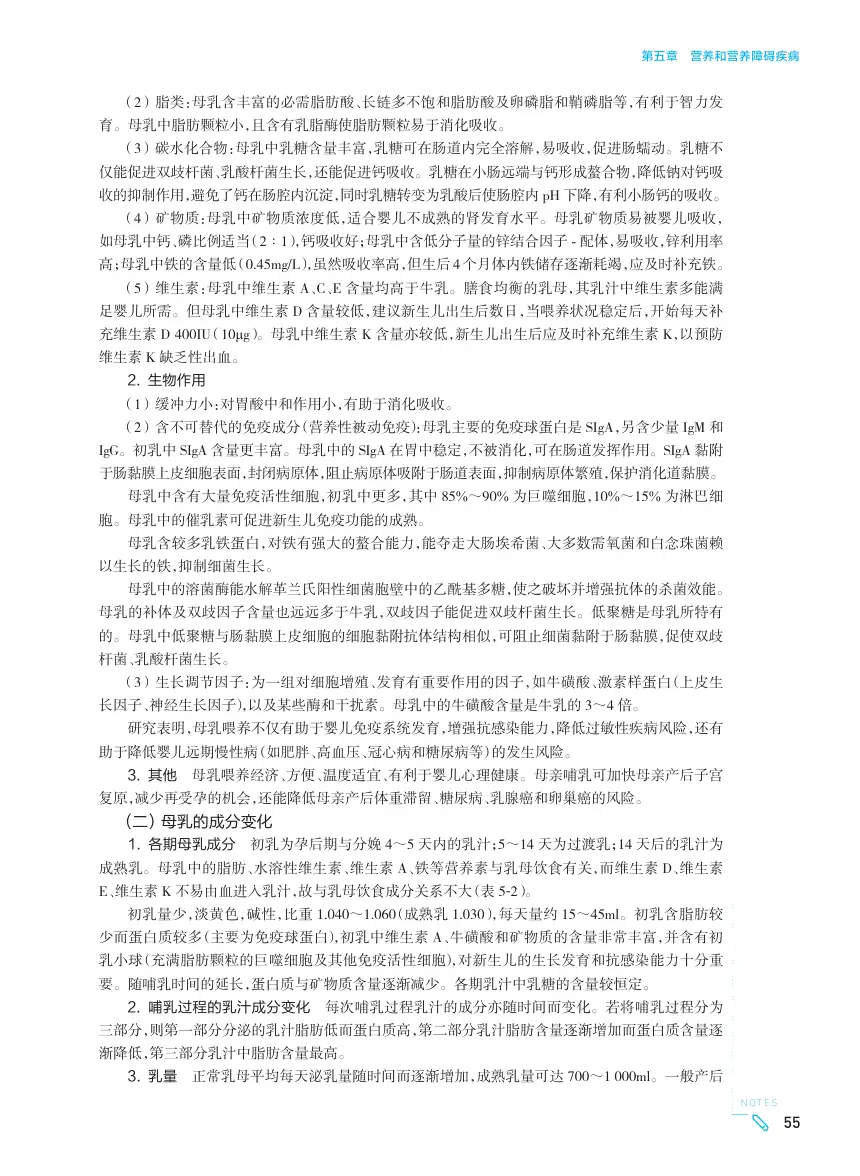 第五章 营养和营养障碍疾病
（2）脂类：母乳含丰富的必需脂肪酸、长链多不饱和脂肪酸及卵磷脂和鞘磷脂等，有利于智力发
育。母乳中脂肪颗粒小，且含有乳脂酶使脂肪颗粒易于消化吸收。
（3）碳水化合物：母乳中乳糖含量丰富，乳糖可在肠道内完全溶解，易吸收，促进肠蠕动。乳糖不
仅能促进双歧杆菌、乳酸杆菌生长，还能促进钙吸收。乳糖在小肠远端与钙形成螯合物，降低钠对钙吸
收的抑制作用，避免了钙在肠腔内沉淀，同时乳糖转变为乳酸后使肠腔内 pH 下降，有利小肠钙的吸收。
（4）矿物质：母乳中矿物质浓度低，适合婴儿不成熟的肾发育水平。母乳矿物质易被婴儿吸收，
如母乳中钙、磷比例适当（2∶1），钙吸收好；母乳中含低分子量的锌结合因子 - 配体，易吸收，锌利用率
高；母乳中铁的含量低（0.45mg/L），虽然吸收率高，但生后 4 个月体内铁储存逐渐耗竭，应及时补充铁。
（5）维生素：母乳中维生素 A、C、E 含量均高于牛乳。膳食均衡的乳母，其乳汁中维生素多能满
足婴儿所需。但母乳中维生素 D 含量较低，建议新生儿出生后数日，当喂养状况稳定后，开始每天补
充维生素 D 400IU（10μg）。母乳中维生素 K 含量亦较低，新生儿出生后应及时补充维生素 K，以预防
维生素 K 缺乏性出血。
2. 生物作用
（1）缓冲力小：对胃酸中和作用小，有助于消化吸收。
（2）含不可替代的免疫成分（营养性被动免疫）：母乳主要的免疫球蛋白是 SIgA，另含少量 IgM 和
IgG。初乳中 SIgA 含量更丰富。母乳中的 SIgA 在胃中稳定，不被消化，可在肠道发挥作用。SIgA 黏附
于肠黏膜上皮细胞表面，封闭病原体，阻止病原体吸附于肠道表面，抑制病原体繁殖，保护消化道黏膜。
母乳中含有大量免疫活性细胞，初乳中更多，其中 85%～90% 为巨噬细胞，10%～15% 为淋巴细
胞。母乳中的催乳素可促进新生儿免疫功能的成熟。
母乳含较多乳铁蛋白，对铁有强大的螯合能力，能夺走大肠埃希菌、大多数需氧菌和白念珠菌赖
以生长的铁，抑制细菌生长。
母乳中的溶菌酶能水解革兰氏阳性细菌胞壁中的乙酰基多糖，使之破坏并增强抗体的杀菌效能。
母乳的补体及双歧因子含量也远远多于牛乳，双歧因子能促进双歧杆菌生长。低聚糖是母乳所特有
的。母乳中低聚糖与肠黏膜上皮细胞的细胞黏附抗体结构相似，可阻止细菌黏附于肠黏膜，促使双歧
杆菌、乳酸杆菌生长。
（3）生长调节因子：为一组对细胞增殖、发育有重要作用的因子，如牛磺酸、激素样蛋白（上皮生
长因子、神经生长因子），以及某些酶和干扰素。母乳中的牛磺酸含量是牛乳的 3～4 倍。
研究表明，母乳喂养不仅有助于婴儿免疫系统发育，增强抗感染能力，降低过敏性疾病风险，还有
助于降低婴儿远期慢性病（如肥胖、高血压、冠心病和糖尿病等）的发生风险。
3. 其他 母乳喂养经济、方便、温度适宜、有利于婴儿心理健康。母亲哺乳可加快母亲产后子宫
复原，减少再受孕的机会，还能降低母亲产后体重滞留、糖尿病、乳腺癌和卵巢癌的风险。
（二）母乳的成分变化
1. 各期母乳成分 初乳为孕后期与分娩 4～5 天内的乳汁；5～14 天为过渡乳；14 天后的乳汁为
成熟乳。母乳中的脂肪、水溶性维生素、维生素 A、铁等营养素与乳母饮食有关，而维生素 D、维生素
E、维生素 K 不易由血进入乳汁，故与乳母饮食成分关系不大（表 5-2）。
初乳量少，淡黄色，碱性，比重 1.040～1.060（成熟乳 1.030），每天量约 15～45ml。初乳含脂肪较
少而蛋白质较多（主要为免疫球蛋白），初乳中维生素 A、牛磺酸和矿物质的含量非常丰富，并含有初
乳小球（充满脂肪颗粒的巨噬细胞及其他免疫活性细胞），对新生儿的生长发育和抗感染能力十分重
要。随哺乳时间的延长，蛋白质与矿物质含量逐渐减少。各期乳汁中乳糖的含量较恒定。
2. 哺乳过程的乳汁成分变化 每次哺乳过程乳汁的成分亦随时间而变化。若将哺乳过程分为
三部分，则第一部分分泌的乳汁脂肪低而蛋白质高，第二部分乳汁脂肪含量逐渐增加而蛋白质含量逐
渐降低，第三部分乳汁中脂肪含量最高。
3. 乳量 正常乳母平均每天泌乳量随时间而逐渐增加，成熟乳量可达 700～1 000ml。一般产后
NOTES
55